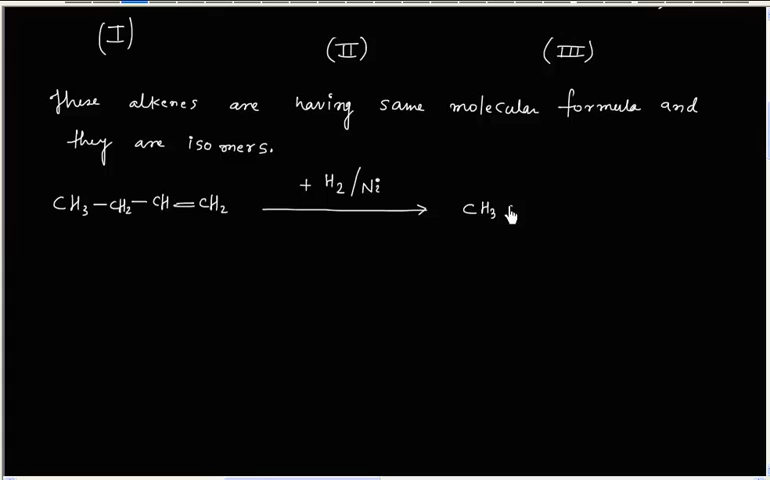 (I) (II) (III)
These alkenes are having same molecular formula and
they are isomers.
+ H2/Ni
CH3-CH2-CH=CH2 ⟶ CH3